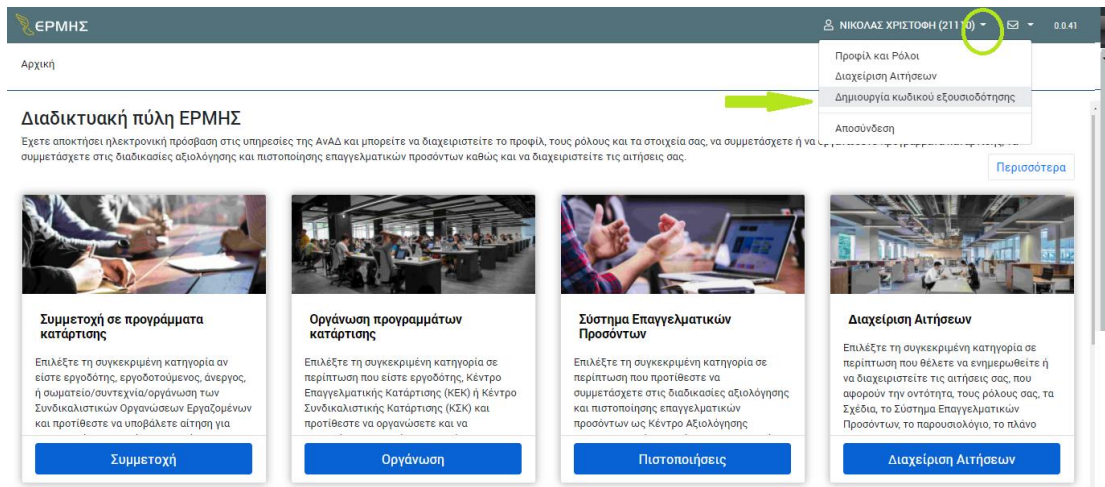 ΕΡΜΗΣ
ΝΙΚΟΛΑΣ ΧΡΙΣΤΟΦΗ (21110)
0.0.41
Αρχική
Προφίλ και Ρόλοι
Διαχείριση Αιτήσεων
Δημιουργία κωδικού εξουσιοδότησης
Αποσύνδεση
Διαδικτυακή πύλη ΕΡΜΗΣ
Έχετε αποκτήσει ηλεκτρονική πρόσβαση στις υπηρεσίες της ΑνΑΔ και μπορείτε να διαχειριστείτε το προφίλ, τους ρόλους και τα στοιχεία σας, να συμμετάσχετε ή να
συμμετάσχετε στις διαδικασίες αξιολόγησης και πιστοποίησης επαγγελματικών προσόντων καθώς και να διαχειριστείτε τις αιτήσεις σας.
Περισσότερα
Συμμετοχή σε προγράμματα
κατάρτισης
Επιλέξτε τη συγκεκριμένη κατηγορία αν
είστε εργοδότης, εργοδοτούμενος, άνεργος,
ή σωματείο/συντεχνία/οργάνωση των
Συνδικαλιστικών Οργανώσεων Εργαζομένων
και προτίθεστε να υποβάλετε αίτηση για
Συμμετοχή
Οργάνωση προγραμμάτων
κατάρτισης
Επιλέξτε τη συγκεκριμένη κατηγορία σε
περίπτωση που είστε εργοδότης, Κέντρο
Επαγγελματικής Κατάρτισης (ΚΕΚ) ή Κέντρο
Συνδικαλιστικής Κατάρτισης (ΚΣΚ) και
προτίθεστε να οργανώσετε και να
Οργάνωση
Σύστημα Επαγγελματικών
Προσόντων
Επιλέξτε τη συγκεκριμένη κατηγορία σε
περίπτωση που προτίθεστε να
συμμετάσχετε στις διαδικασίες αξιολόγησης
και πιστοποίησης επαγγελματικών
προσόντων ως Κέντρο Αξιολόγησης
Πιστοποιήσεις
Διαχείριση Αιτήσεων
Επιλέξτε τη συγκεκριμένη κατηγορία σε
περίπτωση που θέλετε να ενημερωθείτε ή
να διαχειριστείτε τις αιτήσεις σας, που
αφορούν την οντότητα, τους ρόλους σας, τα
Σχέδια, το Σύστημα Επαγγελματικών
Προσόντων, το παρουσιολόγιο, το πλάνο
Διαχείριση Αιτήσεων